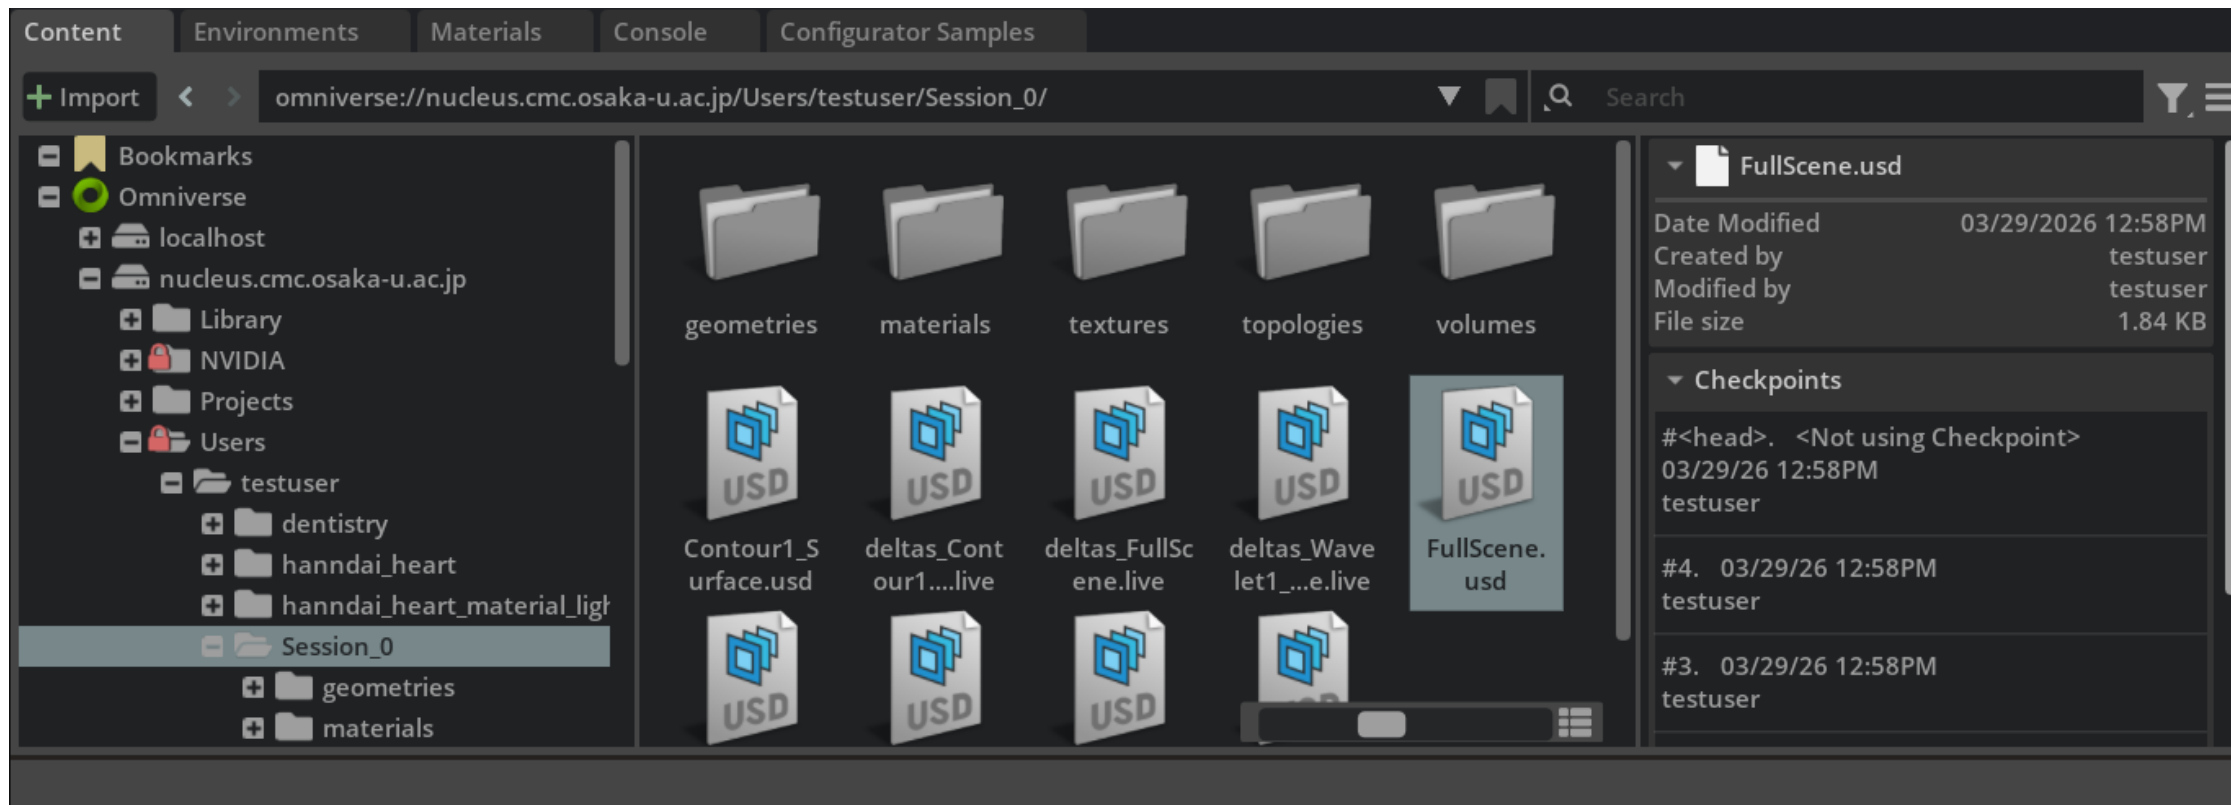 Content Environments Materials Console Configurator Samples
Import omniverse://nucleus.cmc.osaka-u.ac.jp/Users/testuser/Session_0/ Search
Bookmarks
Omniverse
localhost
nucleus.cmc.osaka-u.ac.jp
Library
NVIDIA
Projects
Users
testuser
dentistry
hanndai_heart
hanndai_heart_material_ligh
Session_0
geometries
materials
geometries materials textures topologies volumes
USD USD USD USD USD
Contour1_S deltas_Cont deltas_FullSc deltas_Wave FullScene.
urface.usd our1....live ene.live let1_...e.live usd
USD USD USD USD
FullScene.usd
Date Modified 03/29/2026 12:58PM
Created by testuser
Modified by testuser
File size 1.84 KB
Checkpoints
#<head>. <Not using Checkpoint>
03/29/26 12:58PM
testuser
#4. 03/29/26 12:58PM
testuser
#3. 03/29/26 12:58PM
testuser